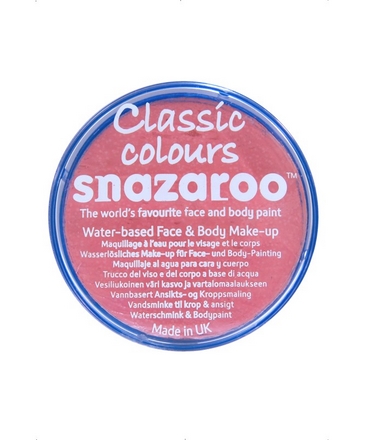 Classic
colours
snazaroo™
The world's favourite face and body paint
Water-based Face & Body Make-up
Maquillage à l'eau pour le visage et le corps
Wasserlösliches Make-up für Face- und Body-Painting
Maquillaje al agua para cara y cuerpo
Trucco del viso e del corpo a base di acqua
Vesiliukoinen väri kasvo ja vartalomaalaukseen
Vannbasert Ansikts- og Kroppsmaling
Vandsminke til krop & ansigt
Waterschmink & Bodypaint
Made in UK